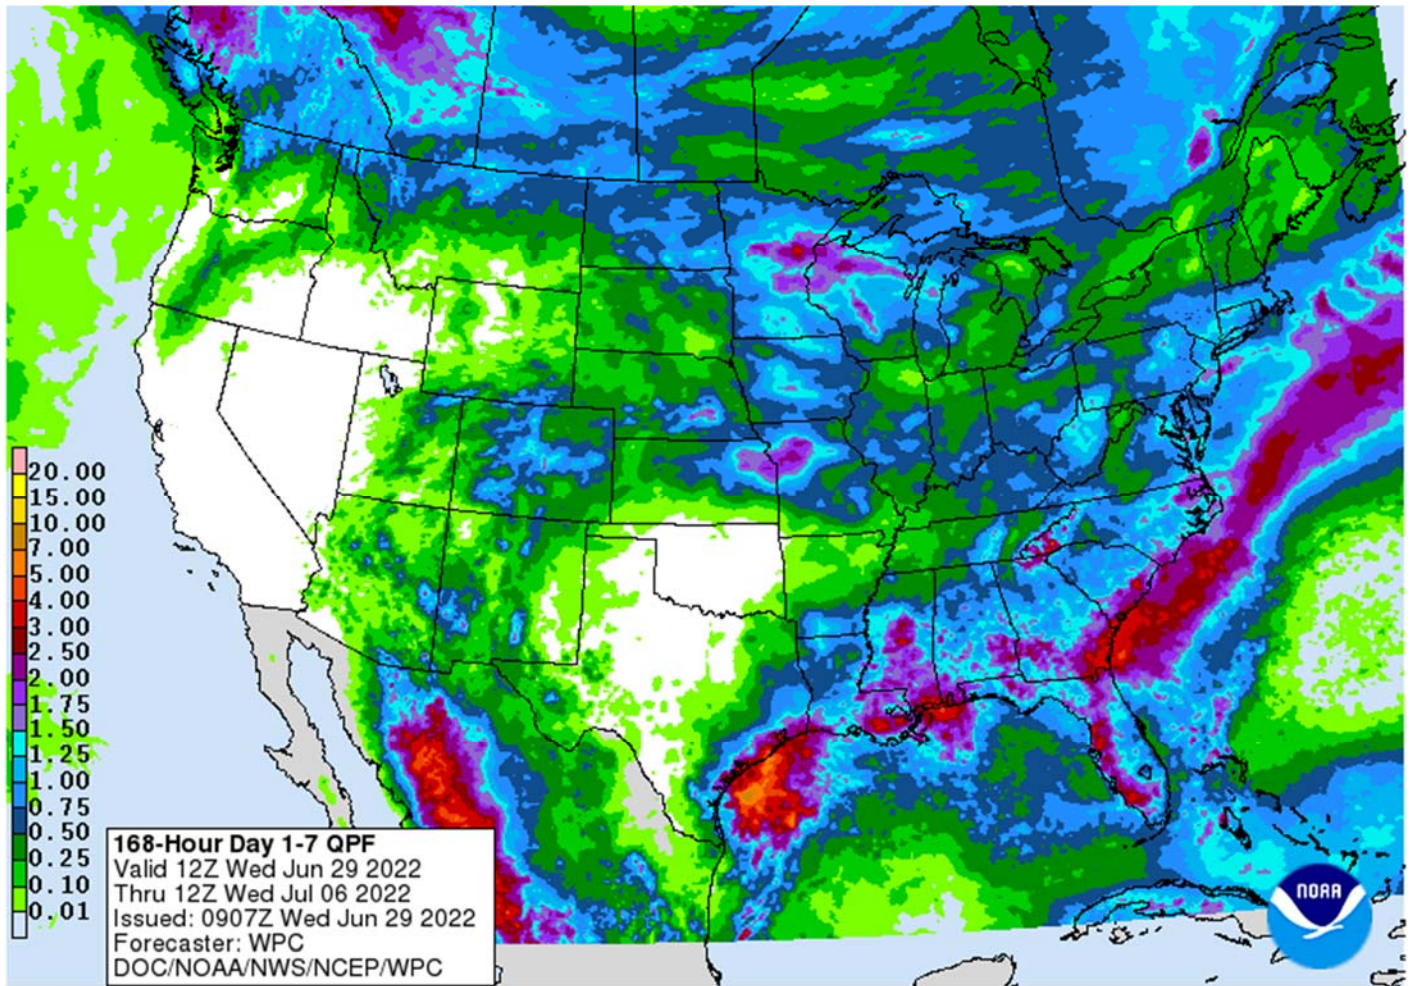 20.00
15.00
10.00
7.00
5.00
4.00
3.00
2.50
2.00
1.75
1.50
1.25
1.00
0.75
0.50
0.25
0.10
0.01
168-Hour Day 1-7 QPF
Valid 12Z Wed Jun 29 2022
Thru 12Z Wed Jul 06 2022
Issued: 0907Z Wed Jun 29 2022
Forecaster: WPC
DOC/NOAA/NWS/NCEP/WPC
NOAA